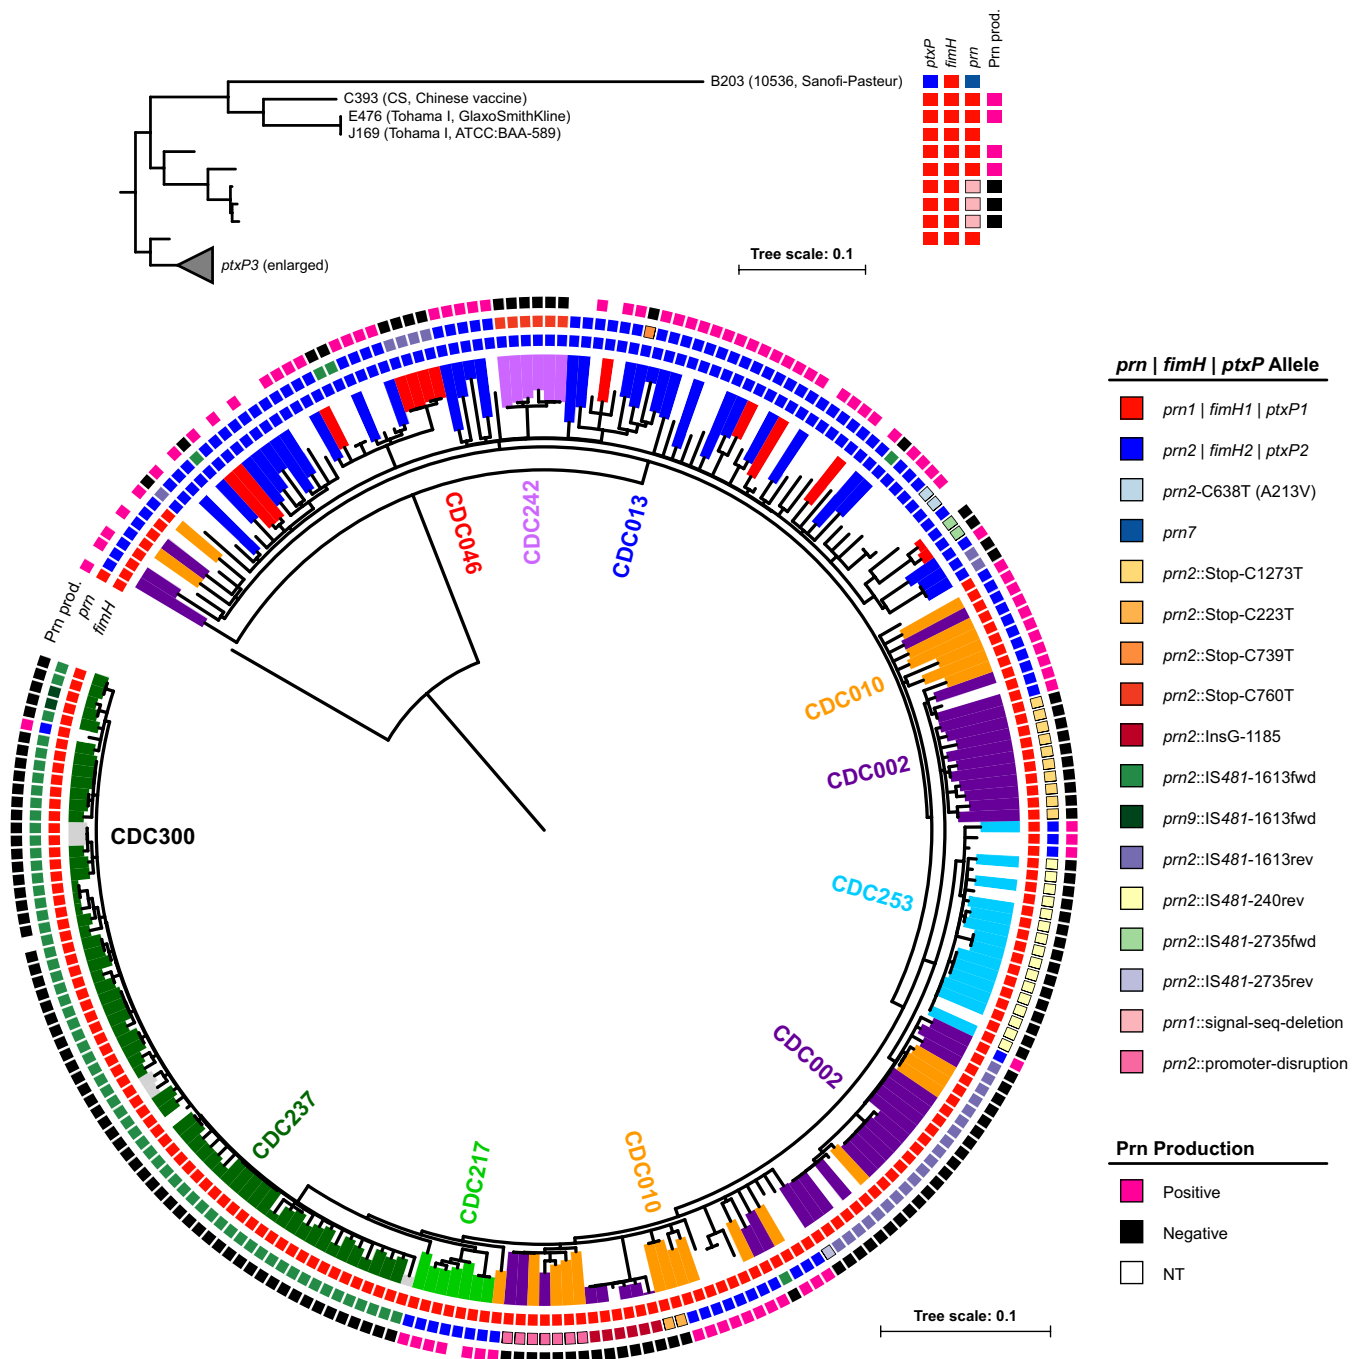 ptxP
fimH
prn
Prn prod.
B203 (10536, Sanofi-Pasteur)
C393 (CS, Chinese vaccine)
E476 (Tohama I, GlaxoSmithKline)
J169 (Tohama I, ATCC:BAA-589)
ptxP3 (enlarged)
Tree scale: 0.1
prn | fimH | ptxP Allele
prn1 | fimH1 | ptxP1
prn2 | fimH2 | ptxP2
prn2-C638T (A213V)
prn7
prn2::Stop-C1273T
prn2::Stop-C223T
prn2::Stop-C739T
prn2::Stop-C760T
prn2::InsG-1185
prn2::IS481-1613fwd
prn9::IS481-1613fwd
prn2::IS481-1613rev
prn2::IS481-240rev
prn2::IS481-2735fwd
prn2::IS481-2735rev
prn1::signal-seq-deletion
prn2::promoter-disruption
Prn Production
Positive
Negative
NT
Prn prod.
prn
fimH
CDC046
CDC242
CDC013
CDC010
CDC002
CDC253
CDC002
CDC010
CDC217
CDC237
CDC300
Tree scale: 0.1